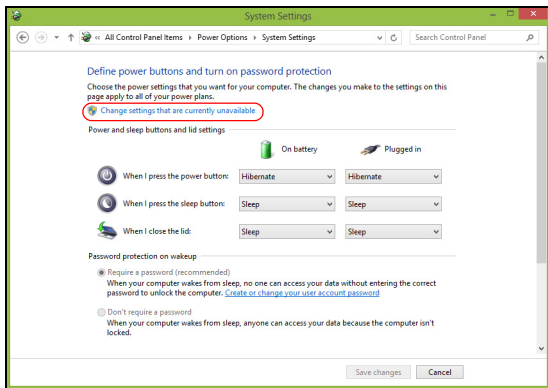 System Settings
« All Control Panel Items › Power Options › System Settings
Search Control Panel
Define power buttons and turn on password protection
Choose the power settings that you want for your computer. The changes you make to the settings on this
page apply to all of your power plans.
Change settings that are currently unavailable
Power and sleep buttons and lid settings
On battery Plugged in
When I press the power button: Hibernate Hibernate
When I press the sleep button: Sleep Sleep
When I close the lid: Sleep Sleep
Password protection on wakeup
Require a password (recommended)
When your computer wakes from sleep, no one can access your data without entering the correct
password to unlock the computer. Create or change your user account password
Don't require a password
When your computer wakes from sleep, anyone can access your data because the computer isn't
locked.
Save changes Cancel